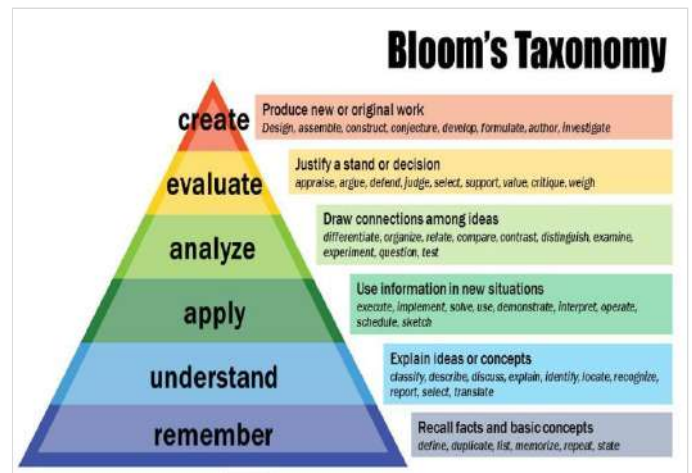 Bloom's Taxonomy
create
Produce new or original work
Design, assemble, construct, conjecture, develop, formulate, author, investigate
evaluate
Justify a stand or decision
appraise, argue, defend, judge, select, support, value, critique, weigh
analyze
Draw connections among ideas
differentiate, organize, relate, compare, contrast, distinguish, examine,
experiment, question, test
apply
Use information in new situations
execute, implement, solve, use, demonstrate, interpret, operate,
schedule, sketch
understand
Explain ideas or concepts
classify, describe, discuss, explain, identify, locate, recognize,
report, select, translate
remember
Recall facts and basic concepts
define, duplicate, list, memorize, repeat, state